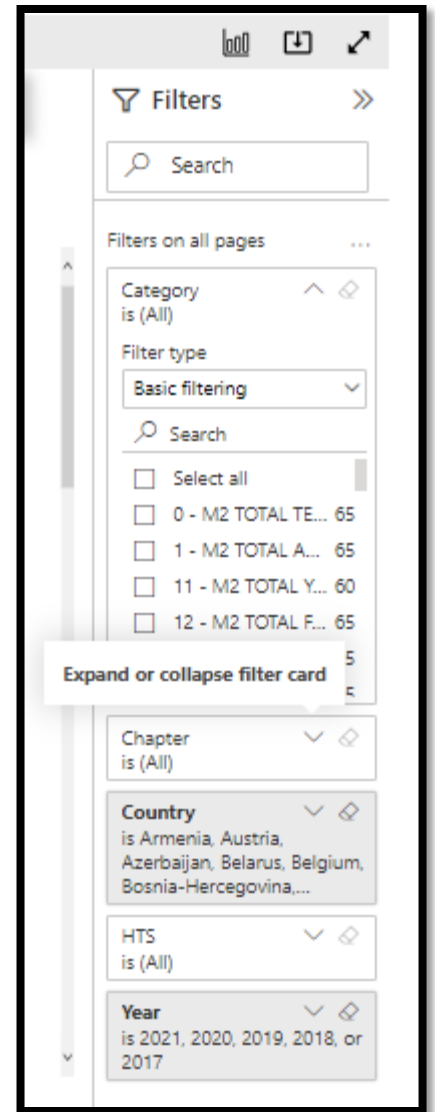 Filters
Search
Filters on all pages
...
Category
is (All)
Filter type
Basic filtering
Search
Select all
0 - M2 TOTAL TE... 65
1 - M2 TOTAL A... 65
11 - M2 TOTAL Y... 60
12 - M2 TOTAL F... 65
5
Expand or collapse filter card
Chapter
is (All)
Country
is Armenia, Austria,
Azerbaijan, Belarus, Belgium,
Bosnia-Hercegovina,...
HTS
is (All)
Year
is 2021, 2020, 2019, 2018, or
2017